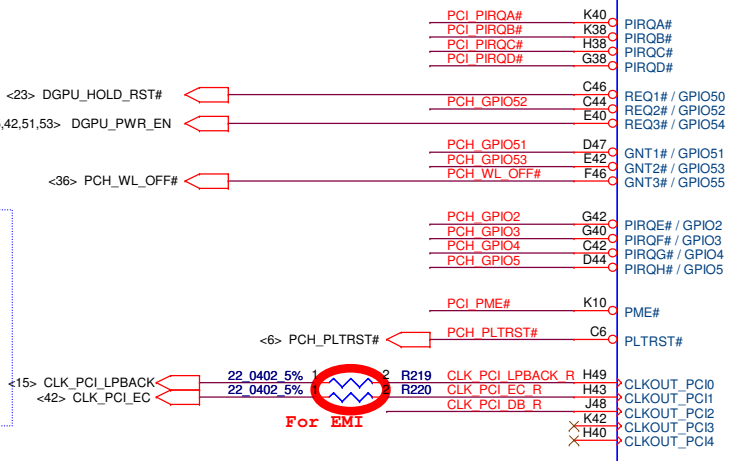 PCI_PIRQA# K40 PIRQA#
PCI_PIRQB# K38 PIRQB#
PCI_PIRQC# H38 PIRQC#
PCI_PIRQD# G38 PIRQD#
<23> DGPU_HOLD_RST# C46 REQ1# / GPIO50
PCH_GPIO52 C44 REQ2# / GPIO52
,42,51,53> DGPU_PWR_EN E40 REQ3# / GPIO54
PCH_GPIO51 D47 GNT1# / GPIO51
PCH_GPIO53 E42 GNT2# / GPIO53
<36> PCH_WL_OFF# PCH_WL_OFF# F46 GNT3# / GPIO55
PCH_GPIO2 G42 PIRQE# / GPIO2
PCH_GPIO3 G40 PIRQF# / GPIO3
PCH_GPIO4 C42 PIRQG# / GPIO4
PCH_GPIO5 D44 PIRQH# / GPIO5
PCI_PME# K10 PME#
<6> PCH_PLTRST# PCH_PLTRST# C6 PLTRST#
<15> CLK_PCI_LPBACK 22_0402_5% 1 2 R219 CLK_PCI_LPBACK_R H49 CLKOUT_PCI0
<42> CLK_PCI_EC 22_0402_5% 1 2 R220 CLK_PCI_EC_R H43 CLKOUT_PCI1
CLK_PCI_DB_R J48 CLKOUT_PCI2
K42 CLKOUT_PCI3
H40 CLKOUT_PCI4
For EMI